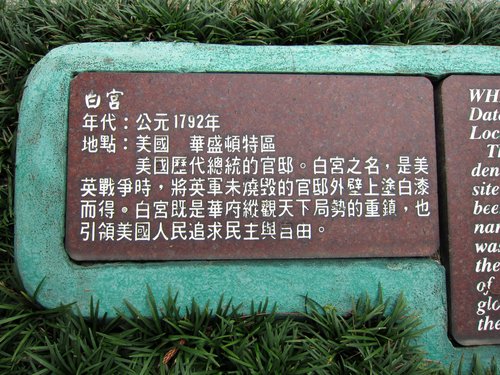 白宮
年代：公元1792年
地點：美國　華盛頓特區
美國歷代總統的官邸。白宮之名，是美
英戰爭時，將英軍未燒毀的官邸外壁上塗白漆
而得。白宮既是華府縱觀天下局勢的重鎮，也
引領美國人民追求民主與自由。
WH
Date
Loc
Th
den
site
bee
nam
was
the
of
glo
the